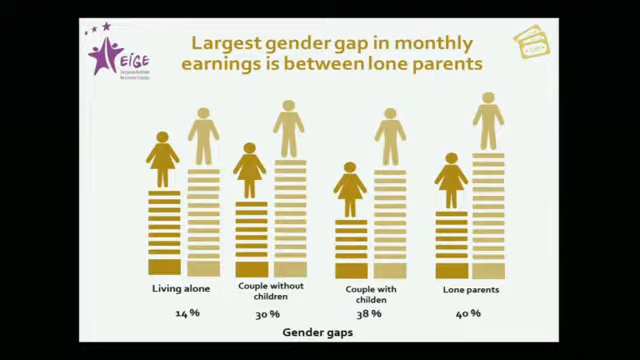 Largest gender gap in monthly
earnings is between lone parents
EIGE
Living alone
Couple without
children
Couple with
childen
Lone parents
14 %
30 %
38 %
40 %
Gender gaps